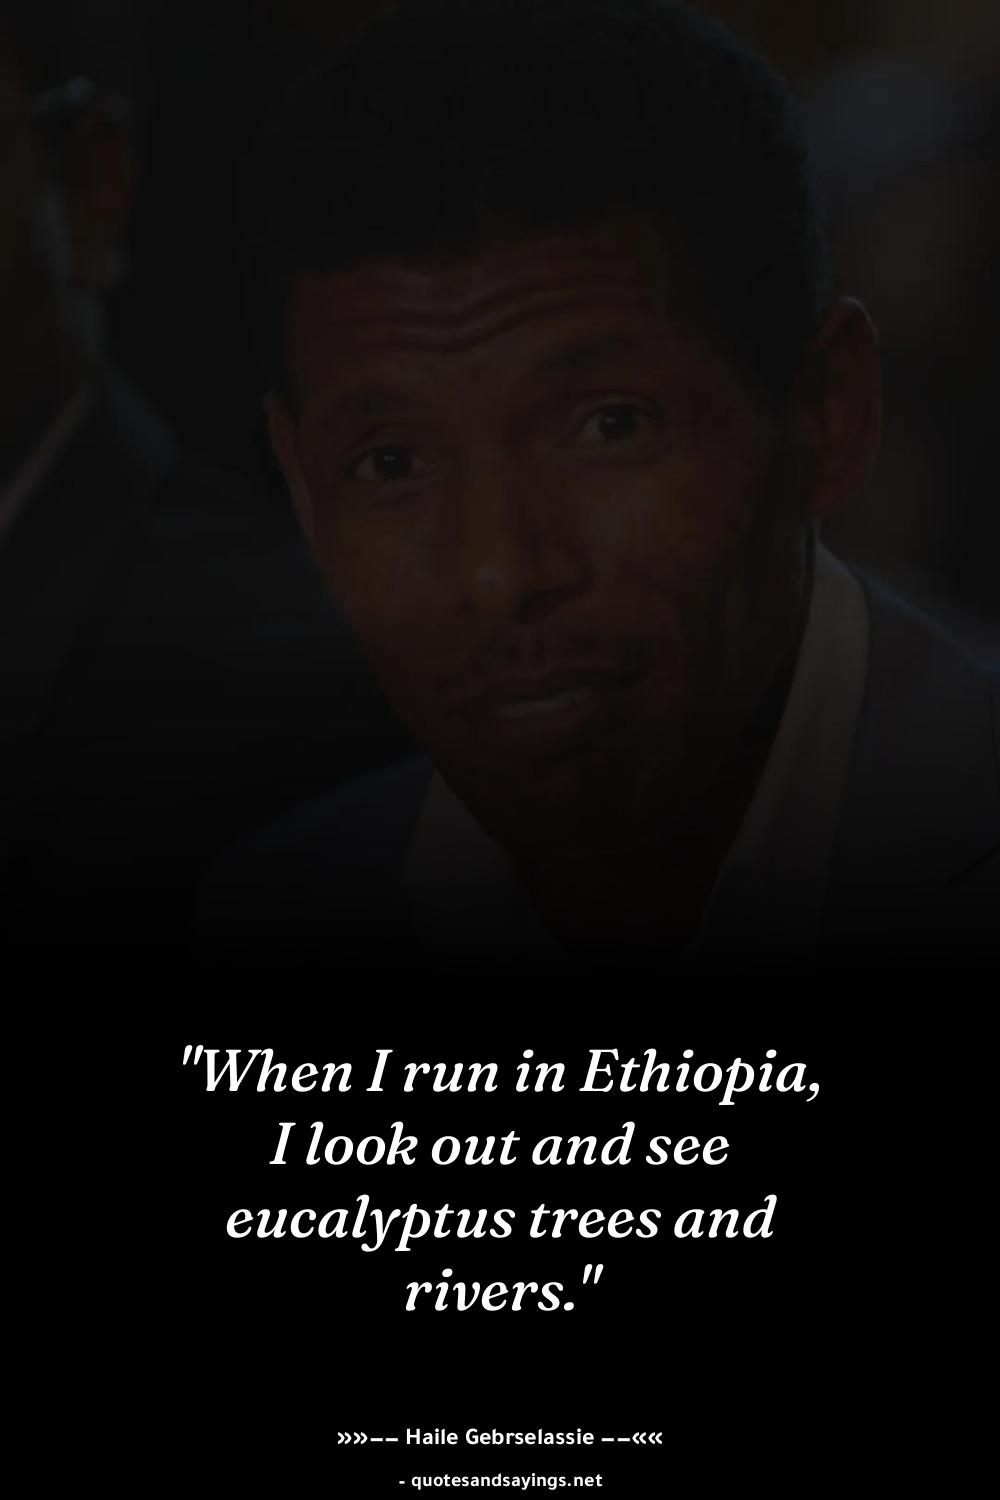 "When I run in Ethiopia,
I look out and see
eucalyptus trees and
rivers."
»»–– Haile Gebrselassie ––««
- quotesandsayings.net